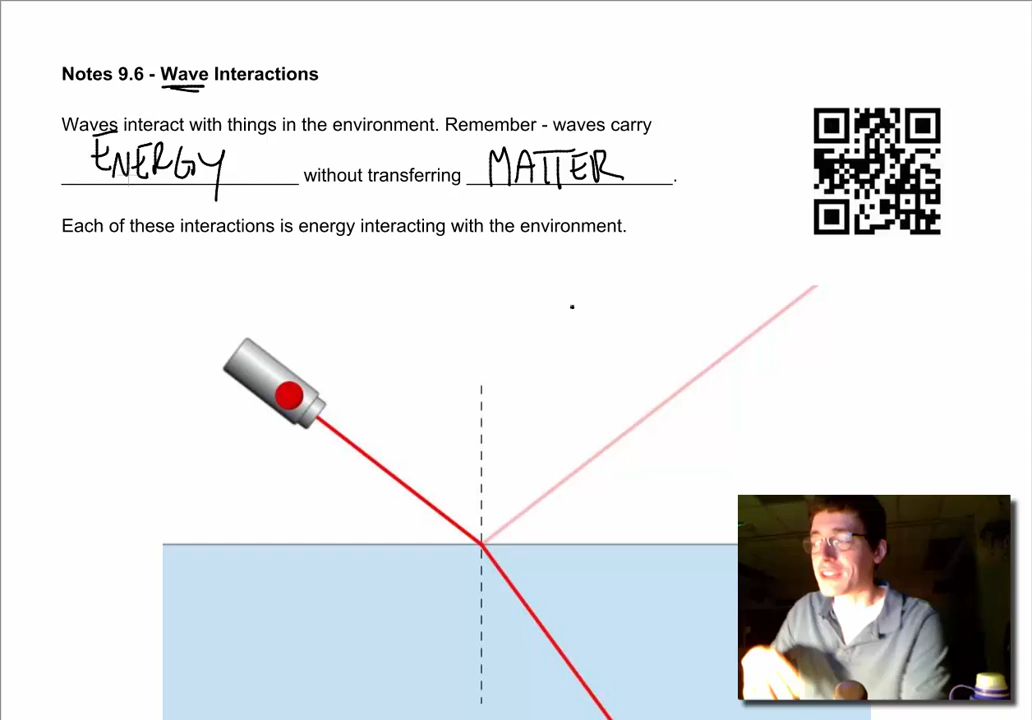 Notes 9.6 - Wave Interactions
Waves interact with things in the environment. Remember - waves carry
ENERGY without transferring MATTER.
Each of these interactions is energy interacting with the environment.